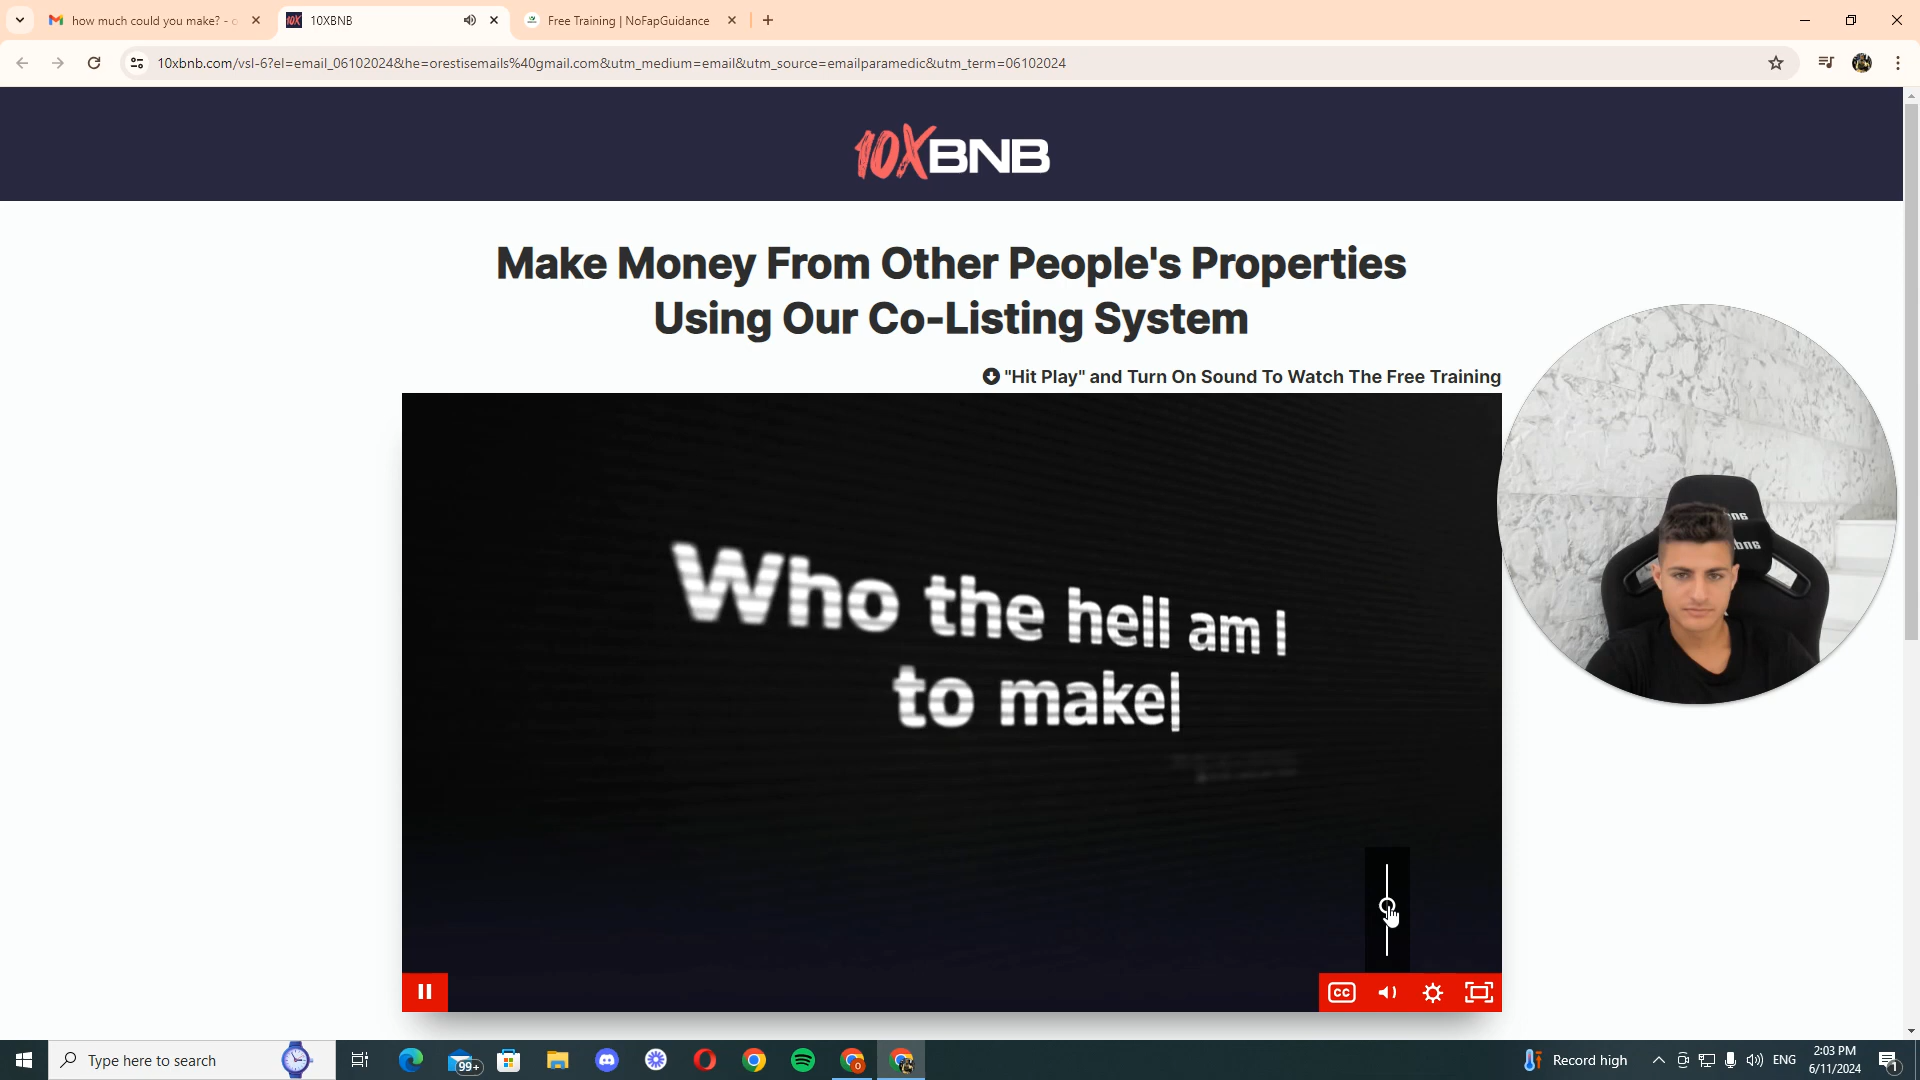 how much could you make? -
10XBNB
Free Training | NoFapGuidance
10xbnb.com/vsl-6?el=email_06102024&he=orestisemails%40gmail.com&utm_medium=email&utm_source=emailparamedic&utm_term=06102024
10XBNB
Make Money From Other People's Properties
Using Our Co-Listing System
"Hit Play" and Turn On Sound To Watch The Free Training
Who the hell am I
to make
CC
Type here to search
99+
Record high
ENG
2:03 PM
6/11/2024
1